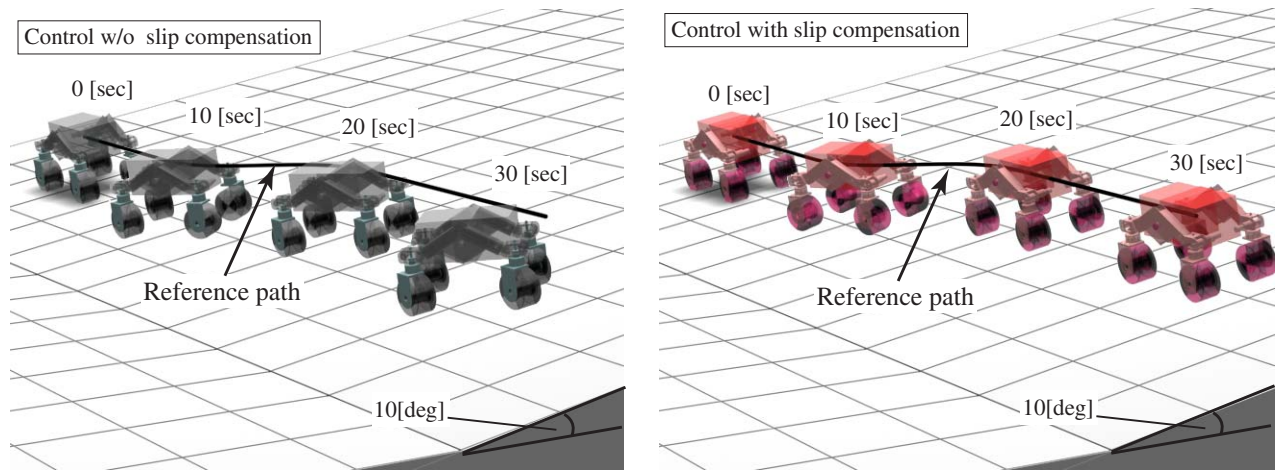 Control w/o slip compensation
0 [sec]
10 [sec]
20 [sec]
30 [sec]
Reference path
10[deg]
Control with slip compensation
0 [sec]
10 [sec]
20 [sec]
30 [sec]
Reference path
10[deg]